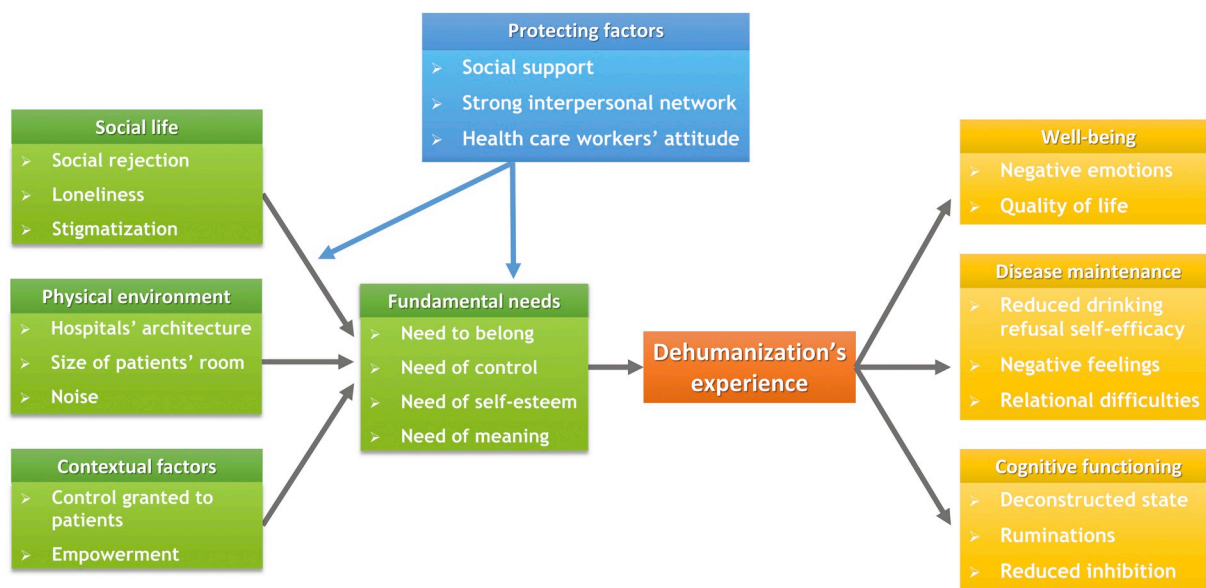 Protecting factors
Social support
Strong interpersonal network
Health care workers' attitude
Social life
Social rejection
Loneliness
Stigmatization
Physical environment
Hospitals' architecture
Size of patients' room
Noise
Contextual factors
Control granted to
patients
Empowerment
Fundamental needs
Need to belong
Need of control
Need of self-esteem
Need of meaning
Dehumanization's
experience
Well-being
Negative emotions
Quality of life
Disease maintenance
Reduced drinking
refusal self-efficacy
Negative feelings
Relational difficulties
Cognitive functioning
Deconstructed state
Ruminations
Reduced inhibition